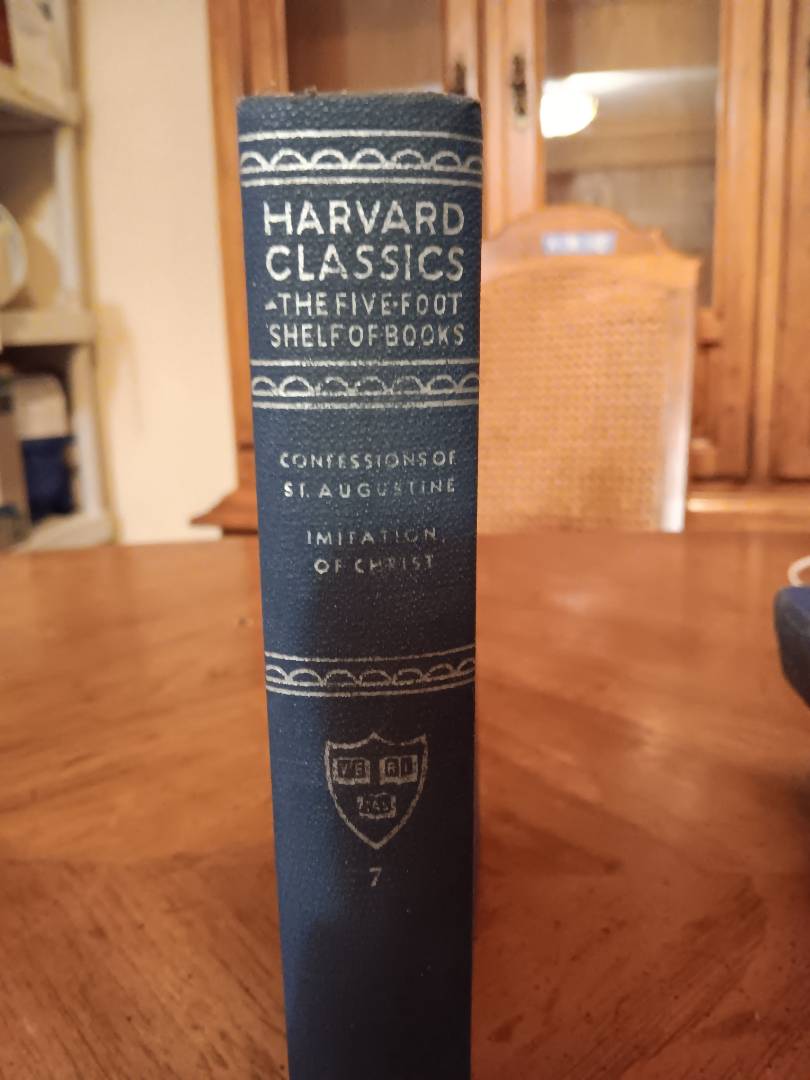 HARVARD
CLASSICS
THE FIVE-FOOT
SHELF OF BOOKS
CONFESSIONS OF
ST. AUGUSTINE
IMITATION
OF CHRIST
VE RI
TAS
7